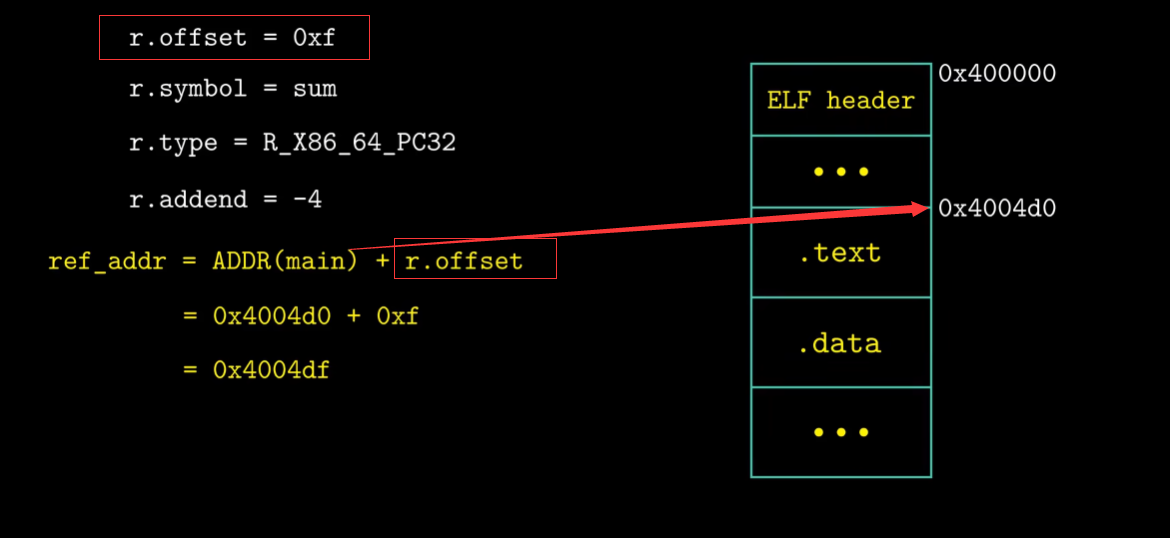 r.offset = 0xf
r.symbol = sum
r.type = R_X86_64_PC32
r.addend = -4
ref_addr = ADDR(main) + r.offset
= 0x4004d0 + 0xf
= 0x4004df
0x400000
ELF header
•••
0x4004d0
.text
.data
•••